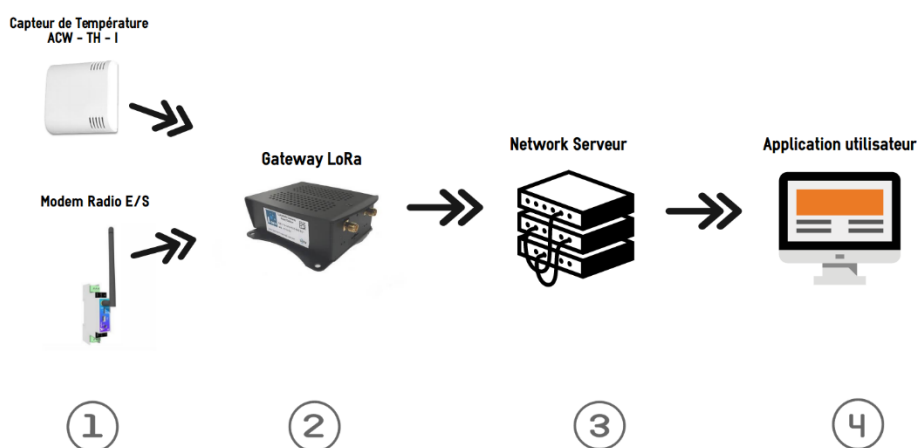 Capteur de Température
ACW - TH - I
Modem Radio E/S
Gateway LoRa
Network Serveur
Application utilisateur
1
2
3
4